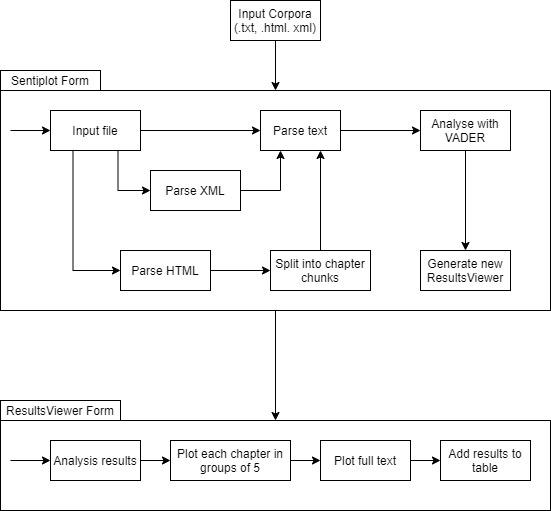 Input Corpora
(.txt, .html. xml)
Sentiplot Form
Input file
Parse text
Analyse with
VADER
Parse XML
Parse HTML
Split into chapter
chunks
Generate new
ResultsViewer
ResultsViewer Form
Analysis results
Plot each chapter in
groups of 5
Plot full text
Add results to
table